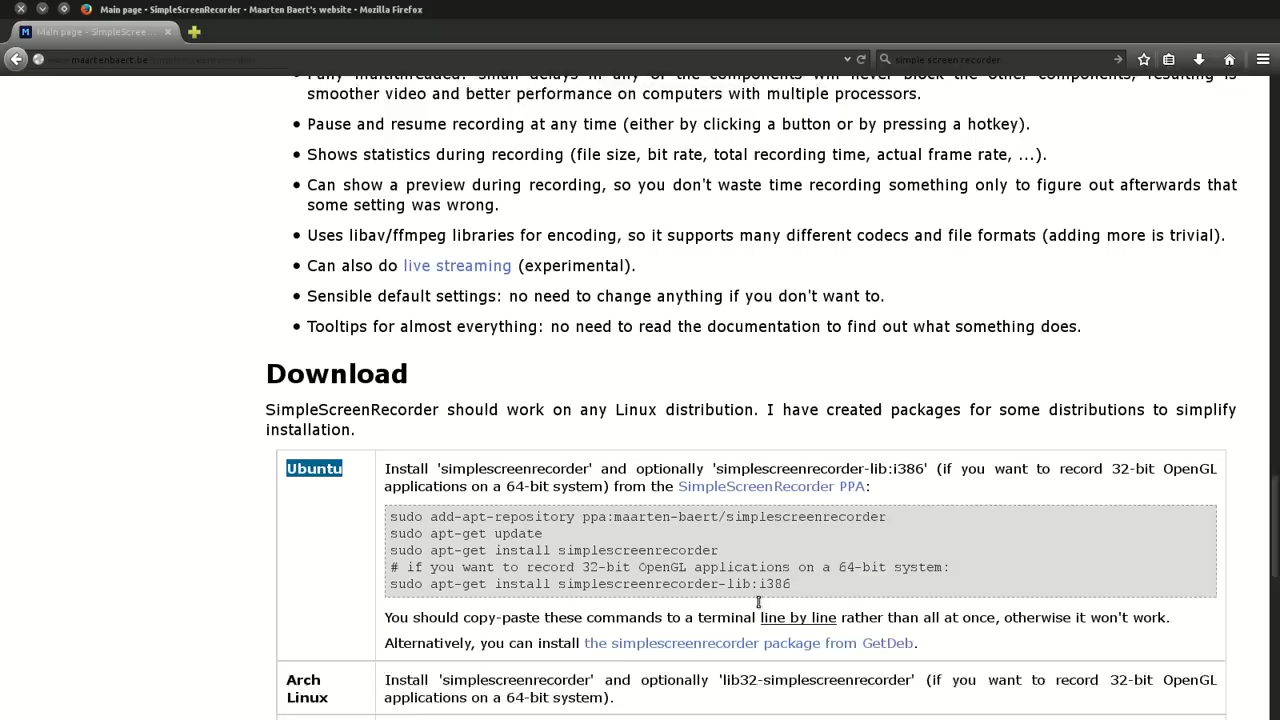 Main page - SimpleScreenRecorder - Maarten Baert's website - Mozilla Firefox
Main page - SimpleScree...
maartenbaert.be
simple screen recorder
Fully multithreaded: small delays in any of the components will never block the other components, resulting is
smoother video and better performance on computers with multiple processors.
• Pause and resume recording at any time (either by clicking a button or by pressing a hotkey).
• Shows statistics during recording (file size, bit rate, total recording time, actual frame rate, ...).
• Can show a preview during recording, so you don't waste time recording something only to figure out afterwards that
some setting was wrong.
• Uses libav/ffmpeg libraries for encoding, so it supports many different codecs and file formats (adding more is trivial).
• Can also do live streaming (experimental).
• Sensible default settings: no need to change anything if you don't want to.
• Tooltips for almost everything: no need to read the documentation to find out what something does.
Download
SimpleScreenRecorder should work on any Linux distribution. I have created packages for some distributions to simplify
installation.
Ubuntu
Install 'simplescreenrecorder' and optionally 'simplescreenrecorder-lib:i386' (if you want to record 32-bit OpenGL
applications on a 64-bit system) from the SimpleScreenRecorder PPA:
sudo add-apt-repository ppa:maarten-baert/simplescreenrecorder
sudo apt-get update
sudo apt-get install simplescreenrecorder
# if you want to record 32-bit OpenGL applications on a 64-bit system:
sudo apt-get install simplescreenrecorder-lib:i386
You should copy-paste these commands to a terminal line by line rather than all at once, otherwise it won't work.
Alternatively, you can install the simplescreenrecorder package from GetDeb.
Arch
Linux
Install 'simplescreenrecorder' and optionally 'lib32-simplescreenrecorder' (if you want to record 32-bit OpenGL
applications on a 64-bit system).